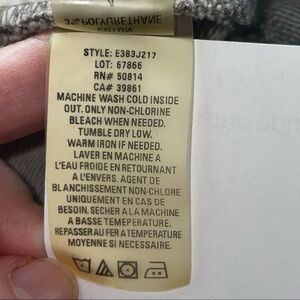 3% POLYURETHANE
STYLE: E383J217
LOT: 67866
RN# 50814
CA# 39861
MACHINE WASH COLD INSIDE
OUT. ONLY NON-CHLORINE
BLEACH WHEN NEEDED.
TUMBLE DRY LOW.
WARM IRON IF NEEDED.
LAVER EN MACHINE A
L'EAU FROIDE EN RETOURNANT
A L'ENVERS. AGENT DE
BLANCHISSEMENT NON-CHLORE
UNIQUEMENT EN CAS DE
BESOIN. SECHER A LA MACHINE
A BASSE TEMPERATURE.
REPASSER AU FER A TEMPERATURE
MOYENNE SI NECESSAIRE.